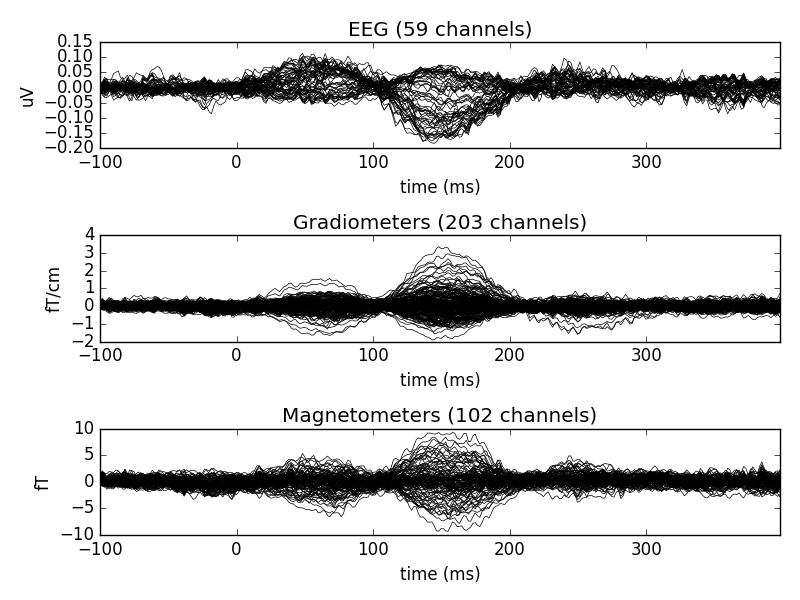 EEG (59 channels)
0.15
0.10
0.05
0.00
−0.05
−0.10
−0.15
−0.20
uV
−100 0 100 200 300
time (ms)
Gradiometers (203 channels)
4
3
2
1
0
−1
−2
fT/cm
−100 0 100 200 300
time (ms)
Magnetometers (102 channels)
10
5
0
−5
−10
fT
−100 0 100 200 300
time (ms)